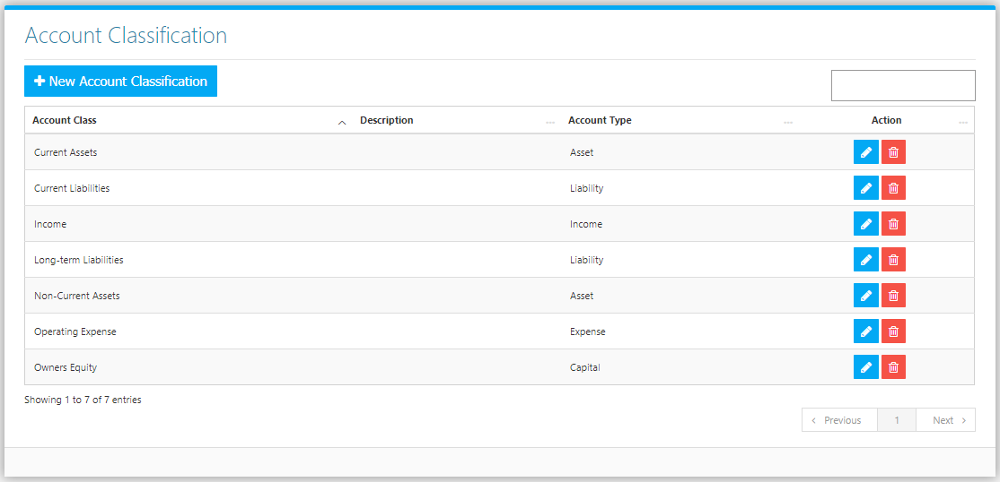 Account Classification
New Account Classification
Account Class Description Account Type Action
Current Assets Asset
Current Liabilities Liability
Income Income
Long-term Liabilities Liability
Non-Current Assets Asset
Operating Expense Expense
Owners Equity Capital
Showing 1 to 7 of 7 entries
Previous 1 Next